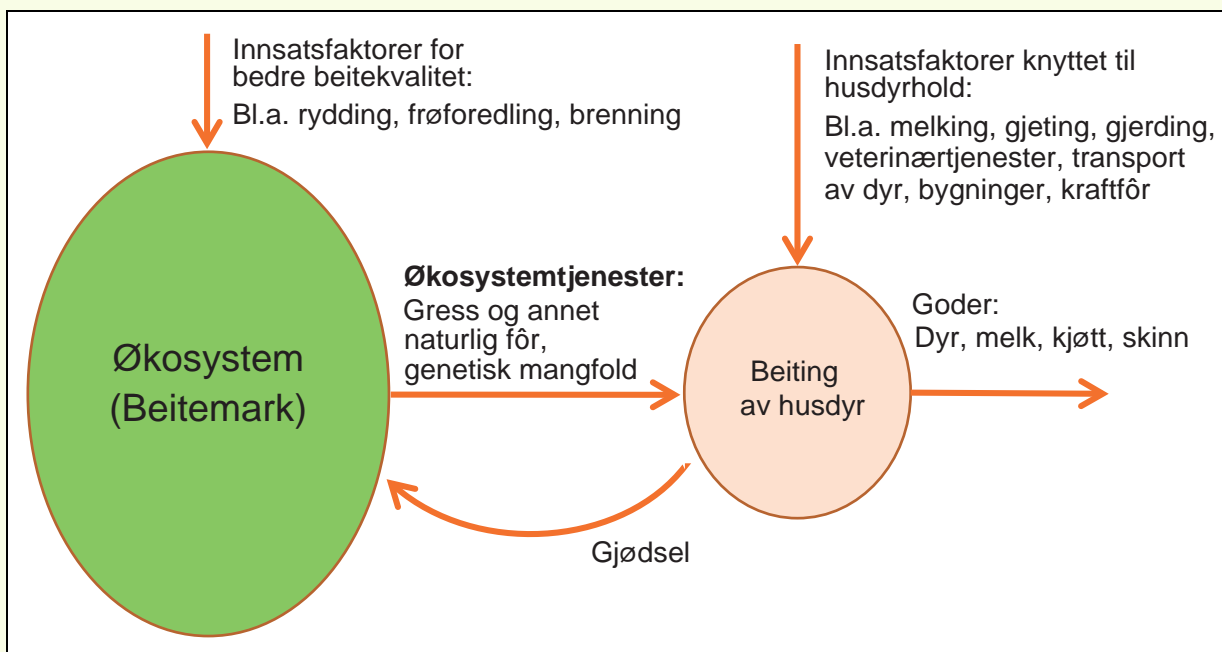 Innsatsfaktorer for
bedre beitekvalitet:
Bl.a. rydding, frøforedling, brenning
Innsatsfaktorer knyttet til
husdyrhold:
Bl.a. melking, gjeting, gjerding,
veterinærtjenester, transport
av dyr, bygninger, kraftfôr
Økosystem
(Beitemark)
Økosystemtjenester:
Gress og annet
naturlig fôr,
genetisk mangfold
Beiting
av husdyr
Goder:
Dyr, melk, kjøtt, skinn
Gjødsel